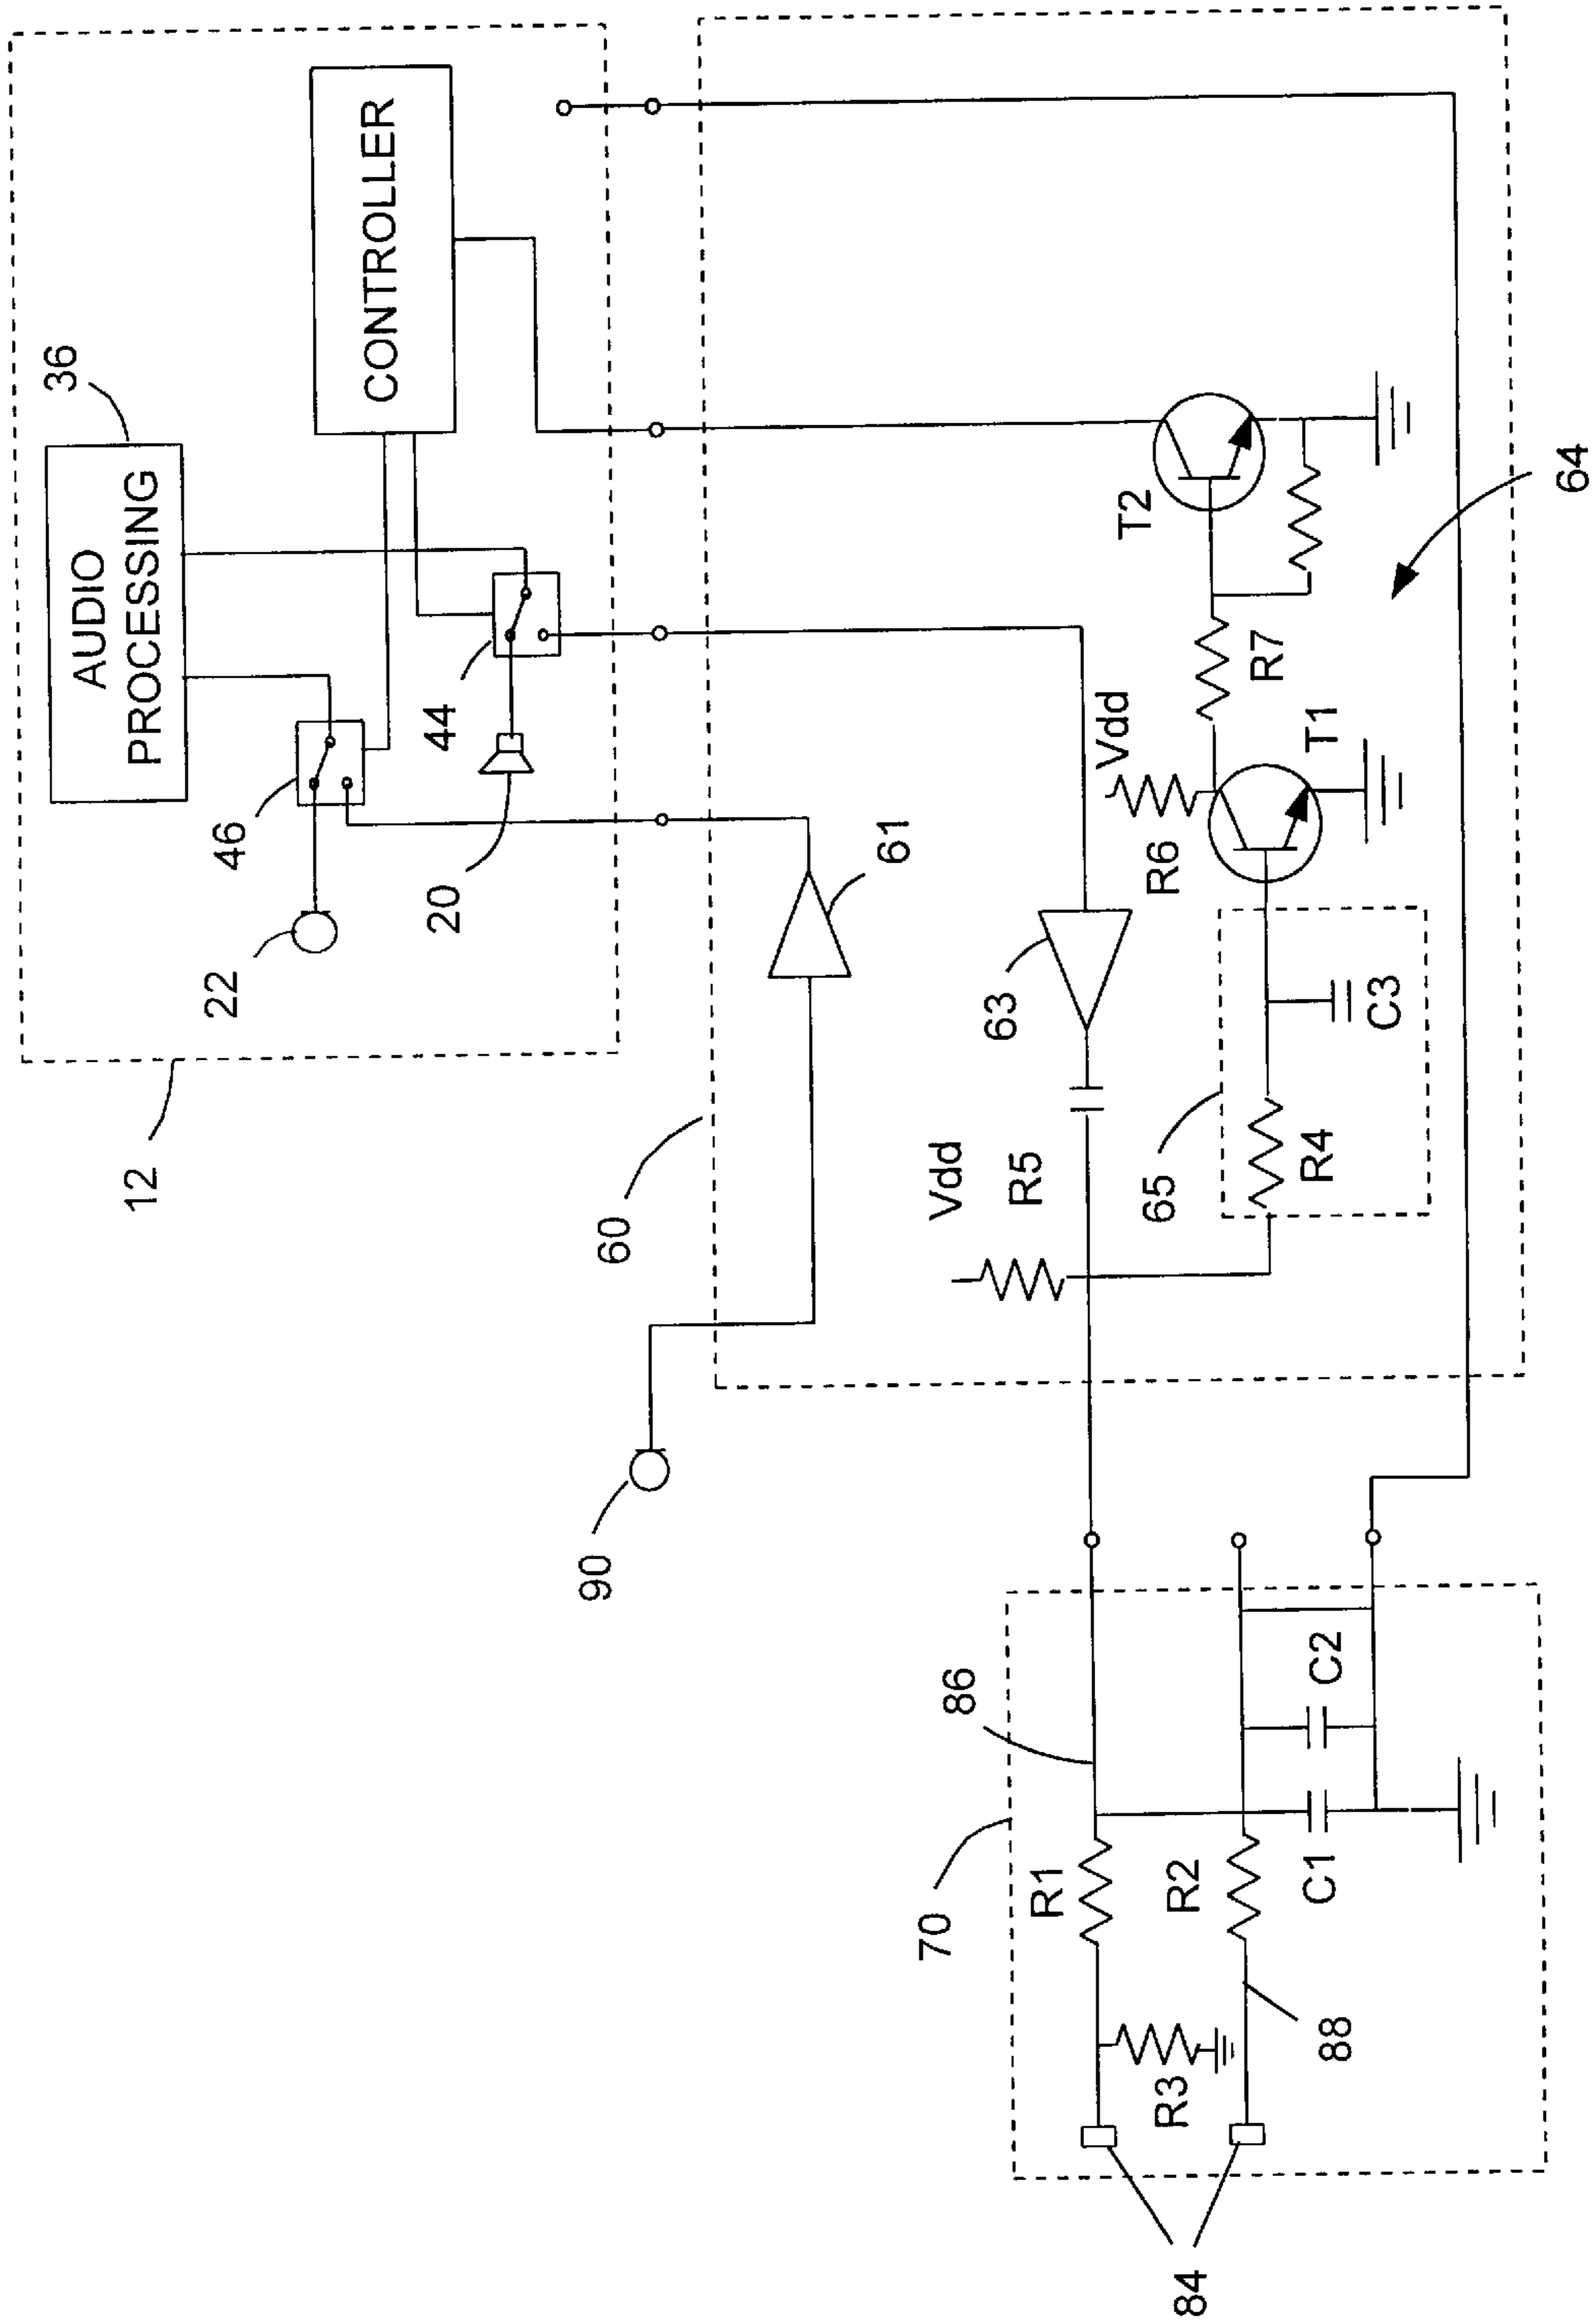 36
AUDIO
PROCESSING
CONTROLLER
46
44
22
20
12
60
61
63
Vdd
R6
T1
R7
T2
64
Vdd
R5
65
R4
C3
90
86
70
R1
R2
C1
C2
R3
88
84